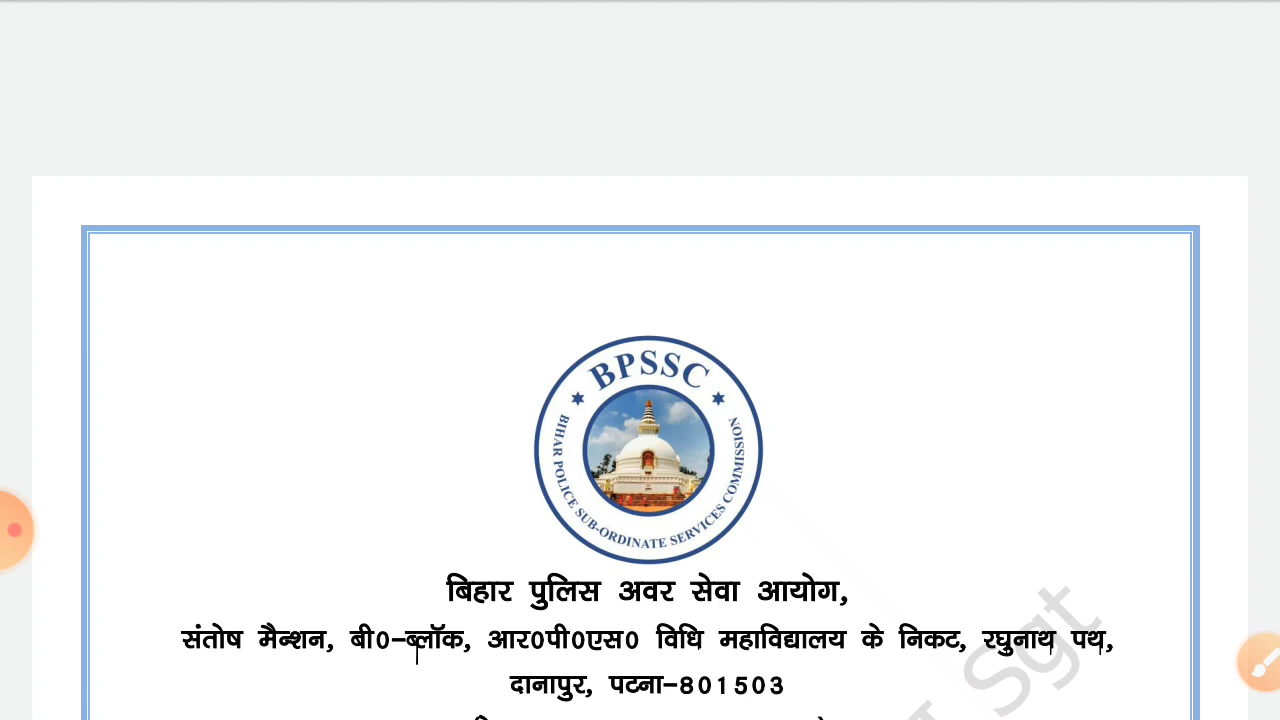 BPSSC
BIHAR POLICE SUB-ORDINATE SERVICES COMMISSION
बिहार पुलिस अवर सेवा आयोग,
संतोष मैन्शन, बी0-ब्लॉक, आर0पी0एस0 विधि महाविद्यालय के निकट, रघुनाथ पथ,
दानापुर, पटना-801503
Sgt